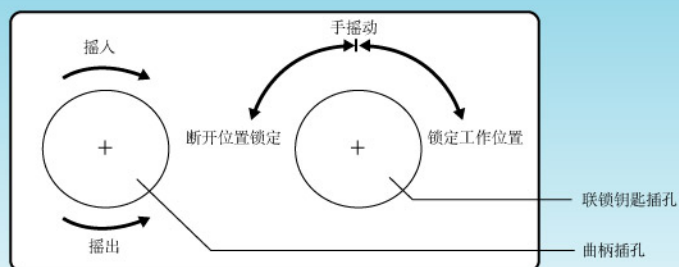 手摇动
摇入
断开位置锁定
锁定工作位置
联锁钥匙插孔
摇出
曲柄插孔